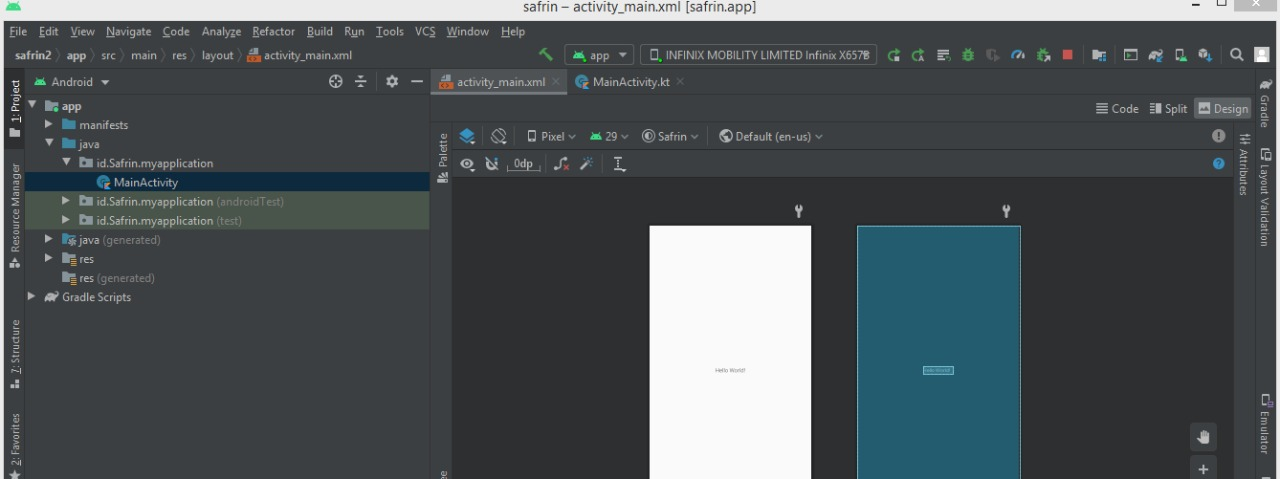 safrin – activity_main.xml [safrin.app]
File Edit View Navigate Code Analyze Refactor Build Run Tools VCS Window Help
safrin2 app src main res layout activity_main.xml
app INFINIX MOBILITY LIMITED Infinix X657B
1: Project
Resource Manager
7: Structure
2: Favorites
Android
app
manifests
java
id.Safrin.myapplication
MainActivity
id.Safrin.myapplication (androidTest)
id.Safrin.myapplication (test)
java (generated)
res
res (generated)
Gradle Scripts
activity_main.xml MainActivity.kt
Code Split Design
Palette
Pixel 29 Safrin Default (en-us)
0dp
Hello World!
Hello World!
Attributes
Gradle
Layout Validation
Emulator